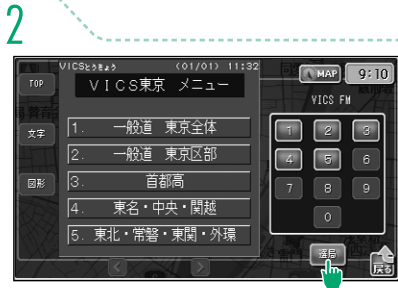 2
VICSとうきょう (01/01) 11:32
MAP
9:10
TOP
VICS東京 メニュー
VICS FM
文字
1. 一般道 東京全体
1 2 3
2. 一般道 東京区部
4 5 6
図形
3. 首都高
7 8 9
4. 東名・中央・関越
0
5. 東北・常磐・東関・外環
選局
戻る